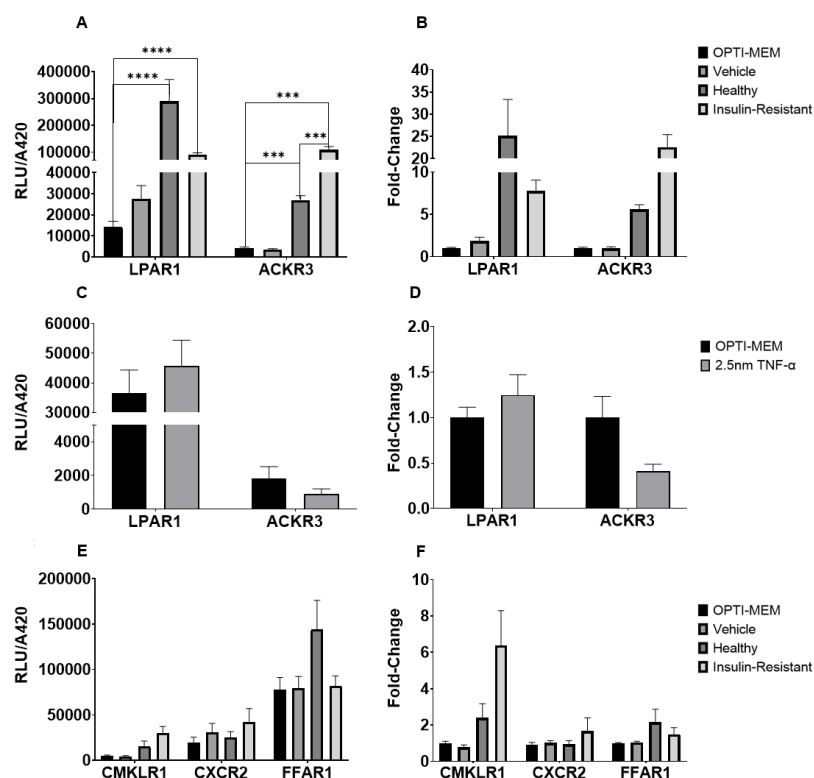 A
B
RLU/A420
400000
300000
200000
100000
40000
30000
20000
10000
0
****
****
***
***
***
LPAR1
ACKR3
Fold-Change
40
35
30
25
20
10
5
0
LPAR1
ACKR3
OPTI-MEM
Vehicle
Healthy
Insulin-Resistant
C
D
RLU/A420
60000
50000
40000
30000
4000
2000
0
LPAR1
ACKR3
Fold-Change
2.0
1.5
1.0
0.5
0.0
LPAR1
ACKR3
OPTI-MEM
2.5nm TNF-α
E
F
RLU/A420
200000
150000
100000
50000
0
CMKLR1
CXCR2
FFAR1
Fold-Change
10
8
6
4
2
0
CMKLR1
CXCR2
FFAR1
OPTI-MEM
Vehicle
Healthy
Insulin-Resistant